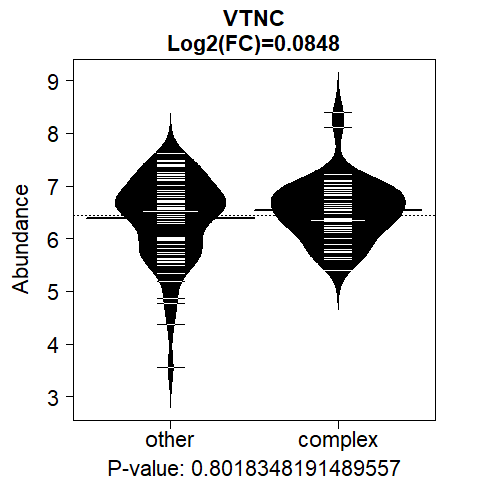 VTNC
Log2(FC)=0.0848
Abundance
9
8
7
6
5
4
3
other complex
P-value: 0.8018348191489557